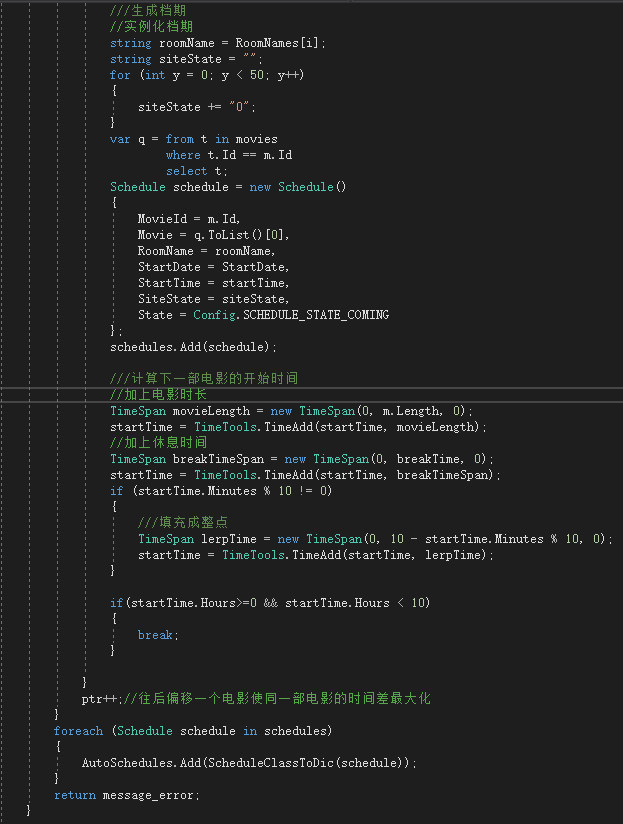 ///生成档期
//实例化档期
string roomName = RoomNames[i];
string siteState = "";
for (int y = 0; y < 50; y++)
{
siteState += "0";
}
var q = from t in movies
where t.Id == m.Id
select t;
Schedule schedule = new Schedule()
{
MovieId = m.Id,
Movie = q.ToList()[0],
RoomName = roomName,
StartDate = StartDate,
StartTime = startTime,
SiteState = siteState,
State = Config.SCHEDULE_STATE_COMING
};
schedules.Add(schedule);
///计算下一部电影的开始时间
//加上电影时长
TimeSpan movieLength = new TimeSpan(0, m.Length, 0);
startTime = TimeTools.TimeAdd(startTime, movieLength);
//加上休息时间
TimeSpan breakTimeSpan = new TimeSpan(0, breakTime, 0);
startTime = TimeTools.TimeAdd(startTime, breakTimeSpan);
if (startTime.Minutes % 10 != 0)
{
///填充成整点
TimeSpan lerpTime = new TimeSpan(0, 10 - startTime.Minutes % 10, 0);
startTime = TimeTools.TimeAdd(startTime, lerpTime);
}
if(startTime.Hours>=0 && startTime.Hours < 10)
{
break;
}
}
ptr++;//往后偏移一个电影使同一部电影的时间差最大化
}
foreach (Schedule schedule in schedules)
{
AutoSchedules.Add(ScheduleClassToDic(schedule));
}
return message_error;
}